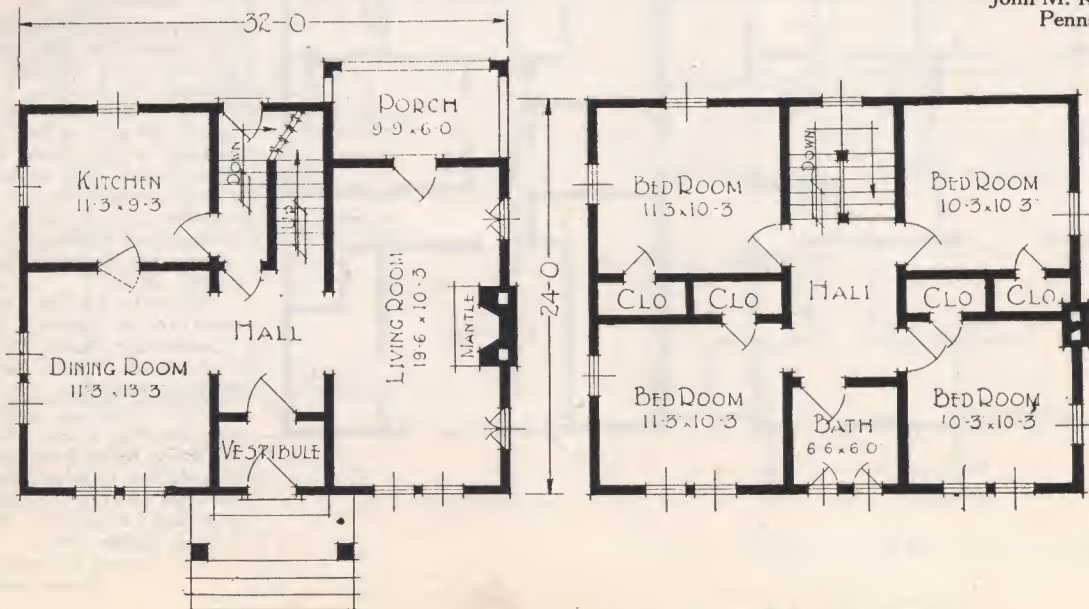 John M.
Penn
32-0
PORCH
9-9 x 6-0
KITCHEN
11-3 x 9-3
DOWN
UP
HALL
LIVING ROOM
19-6 x 10-3
MANTLE
DINING ROOM
11-3 x 13-3
VESTIBULE
24-0
BED ROOM
11-3 x 10-3
DOWN
BED ROOM
10-3 x 10-3
CLO
CLO
HALL
CLO
CLO
BED ROOM
11-3 x 10-3
BATH
6-6 x 6-0
BED ROOM
10-3 x 10-3